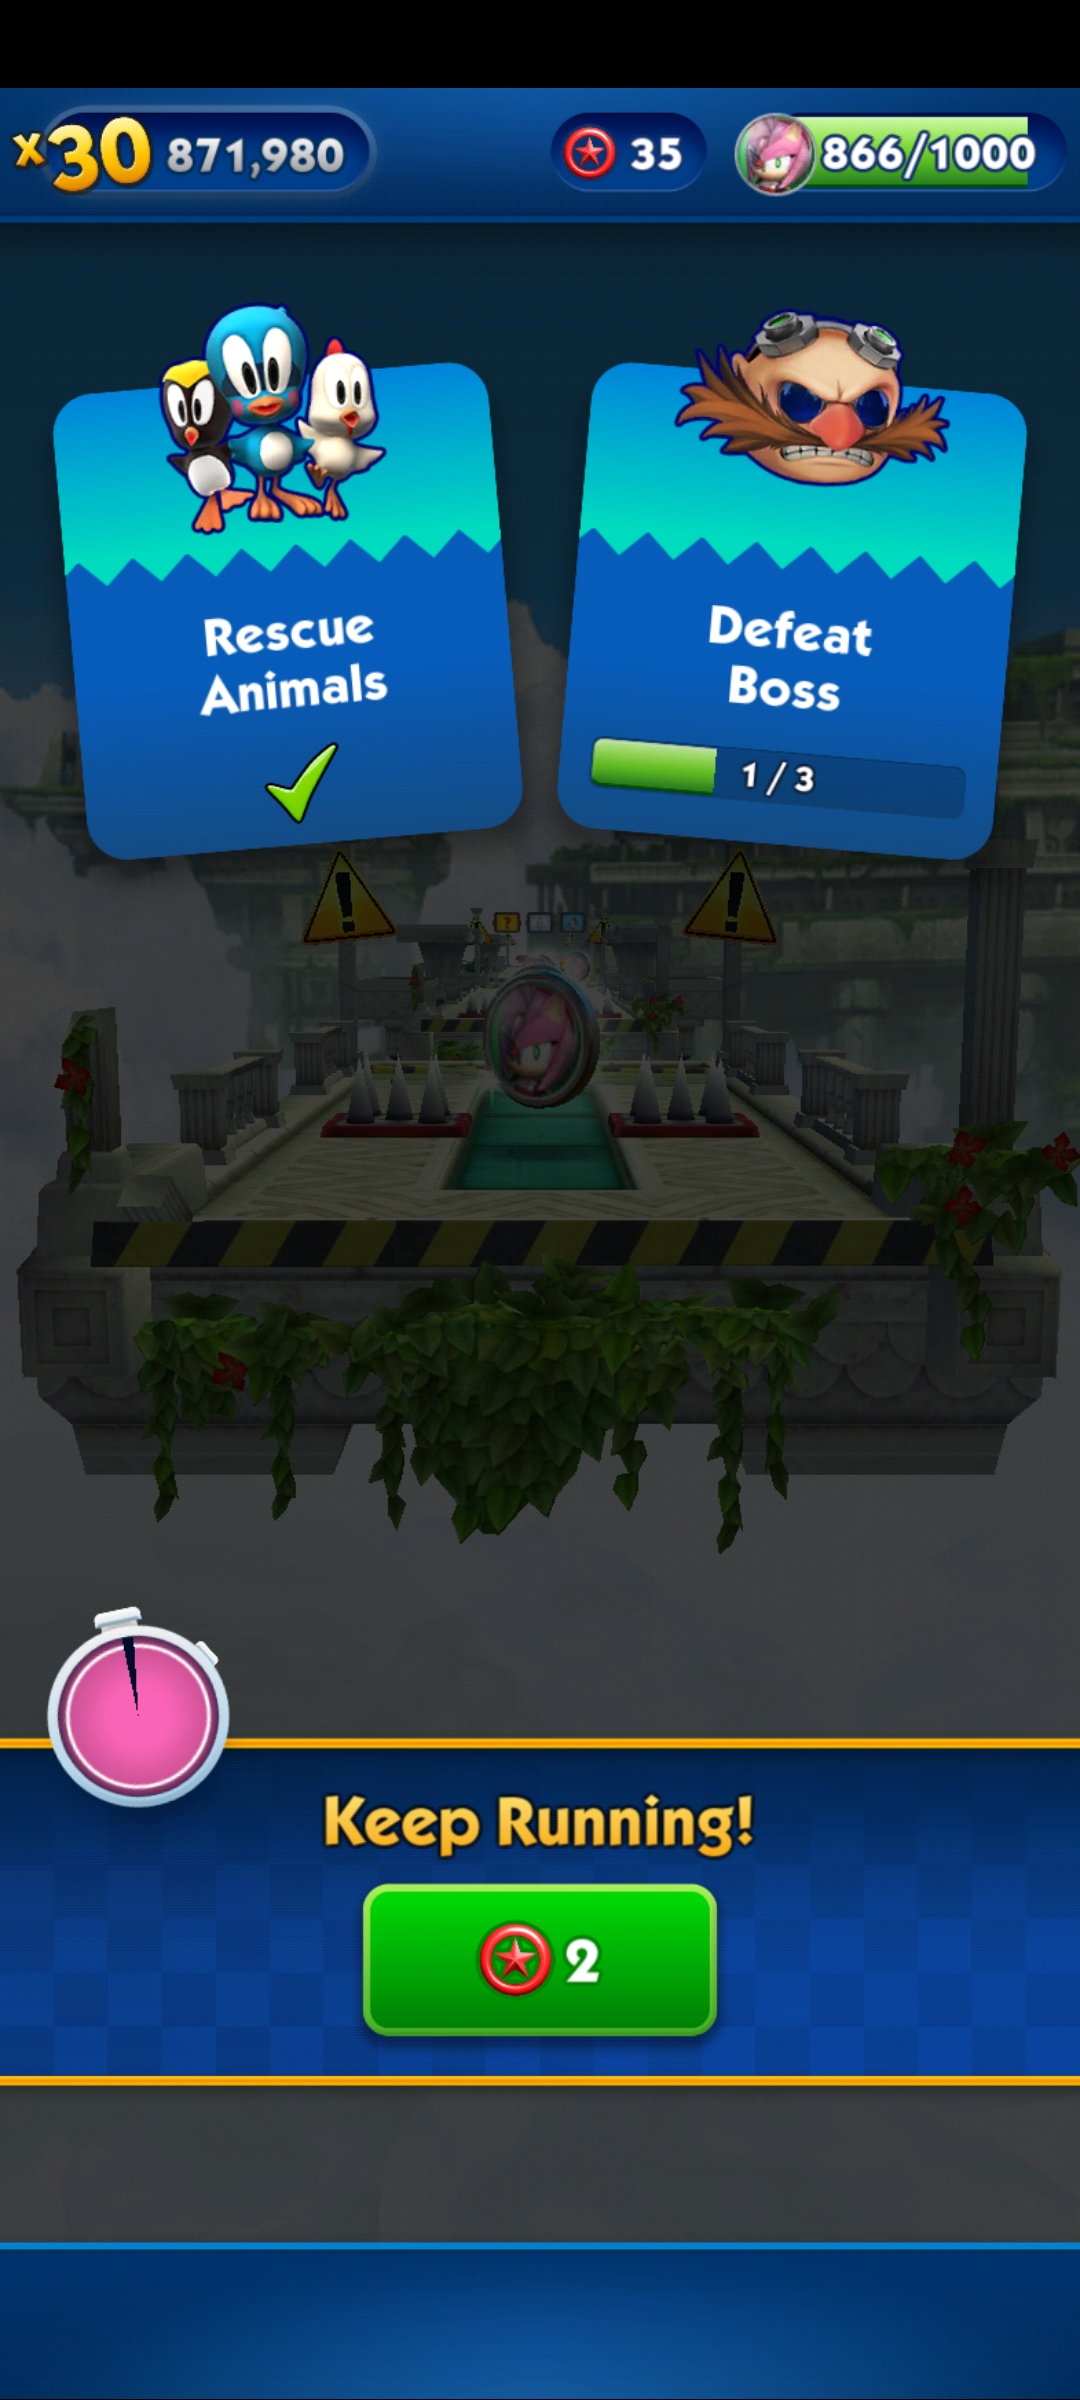 x30 871,980 35 866/1000
Rescue
Animals
Defeat
Boss
1 / 3
Keep Running!
2